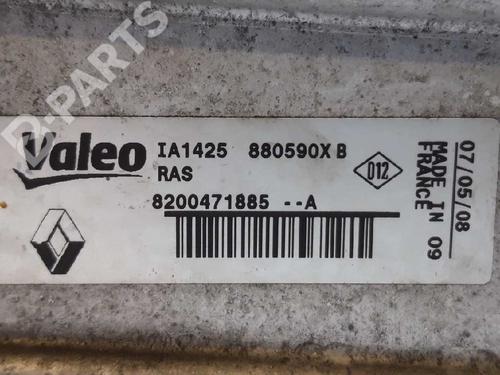 B-PARTS
Valeo
IA1425 880590X B
RAS
D12
8200471885 --A
07/05/08
MADE IN 09
FRANCE